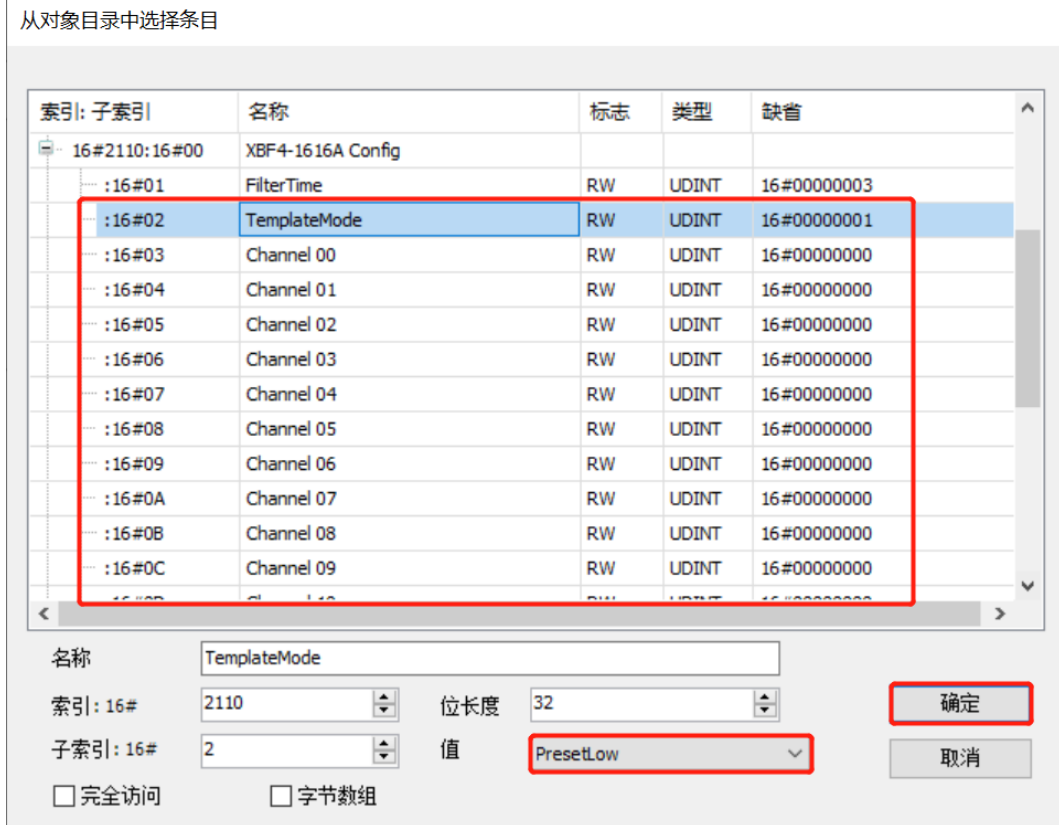 从对象目录中选择条目
索引: 子索引 名称 标志 类型 缺省
16#2110:16#00 XBF4-1616A Config
:16#01 FilterTime RW UDINT 16#00000003
:16#02 TemplateMode RW UDINT 16#00000001
:16#03 Channel 00 RW UDINT 16#00000000
:16#04 Channel 01 RW UDINT 16#00000000
:16#05 Channel 02 RW UDINT 16#00000000
:16#06 Channel 03 RW UDINT 16#00000000
:16#07 Channel 04 RW UDINT 16#00000000
:16#08 Channel 05 RW UDINT 16#00000000
:16#09 Channel 06 RW UDINT 16#00000000
:16#0A Channel 07 RW UDINT 16#00000000
:16#0B Channel 08 RW UDINT 16#00000000
:16#0C Channel 09 RW UDINT 16#00000000
名称 TemplateMode
索引: 16# 2110 位长度 32 确定
子索引: 16# 2 值 PresetLow 取消
完全访问 字节数组